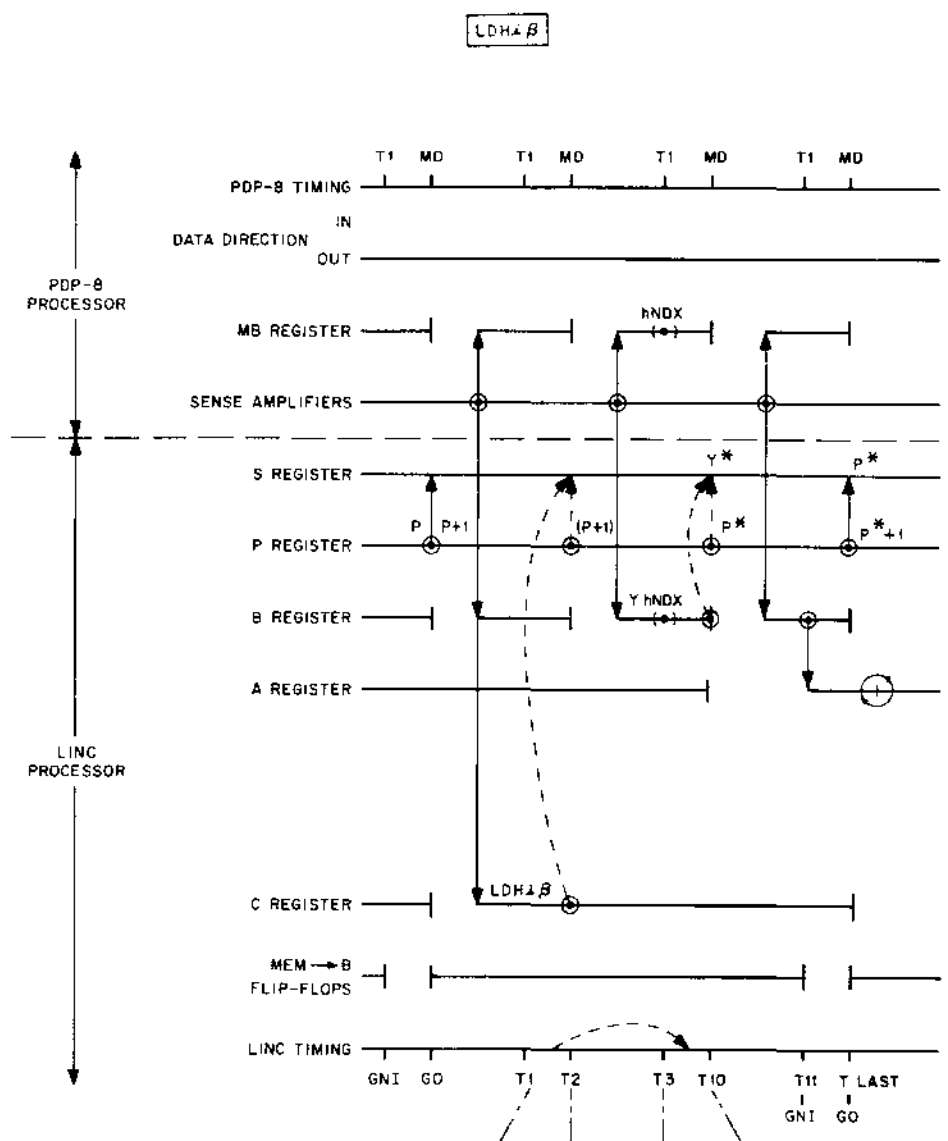 LDH⊥β
T1 MD T1 MD T1 MD T1 MD
PDP-8 TIMING
IN
DATA DIRECTION
OUT
PDP-8
PROCESSOR
hNDX
MB REGISTER
SENSE AMPLIFIERS
Y* P*
S REGISTER
P P+1 (P+1) P* P*+1
P REGISTER
Y hNDX
B REGISTER
A REGISTER
LINC
PROCESSOR
LDH⊥β
C REGISTER
MEM → B
FLIP-FLOPS
LINC TIMING
GNI GO T1 T2 T3 T10 T11 T LAST
GNI GO